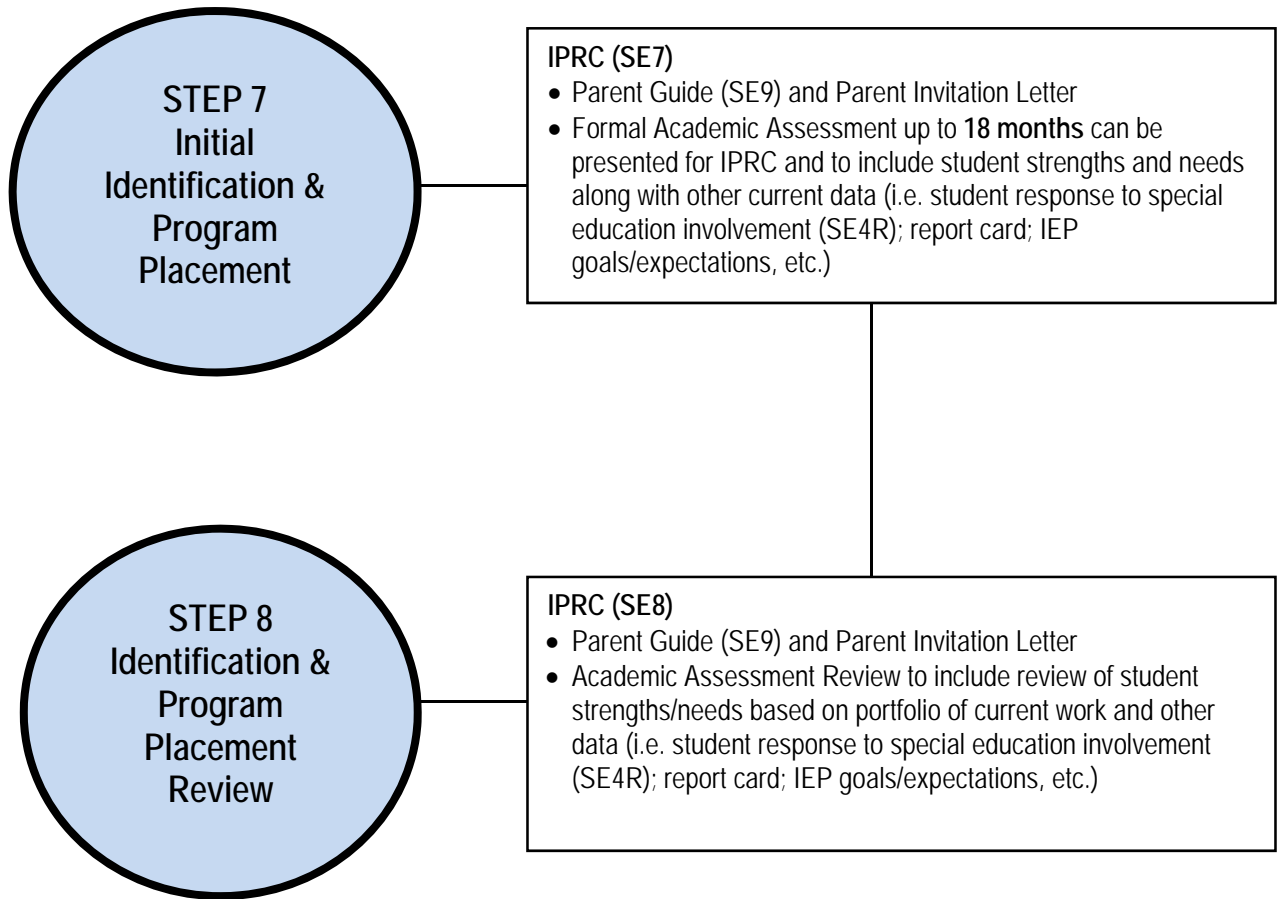 STEP 7
Initial
Identification &
Program
Placement
IPRC (SE7)
• Parent Guide (SE9) and Parent Invitation Letter
• Formal Academic Assessment up to 18 months can be
presented for IPRC and to include student strengths and needs
along with other current data (i.e. student response to special
education involvement (SE4R); report card; IEP
goals/expectations, etc.)
STEP 8
Identification &
Program
Placement
Review
IPRC (SE8)
• Parent Guide (SE9) and Parent Invitation Letter
• Academic Assessment Review to include review of student
strengths/needs based on portfolio of current work and other
data (i.e. student response to special education involvement
(SE4R); report card; IEP goals/expectations, etc.)